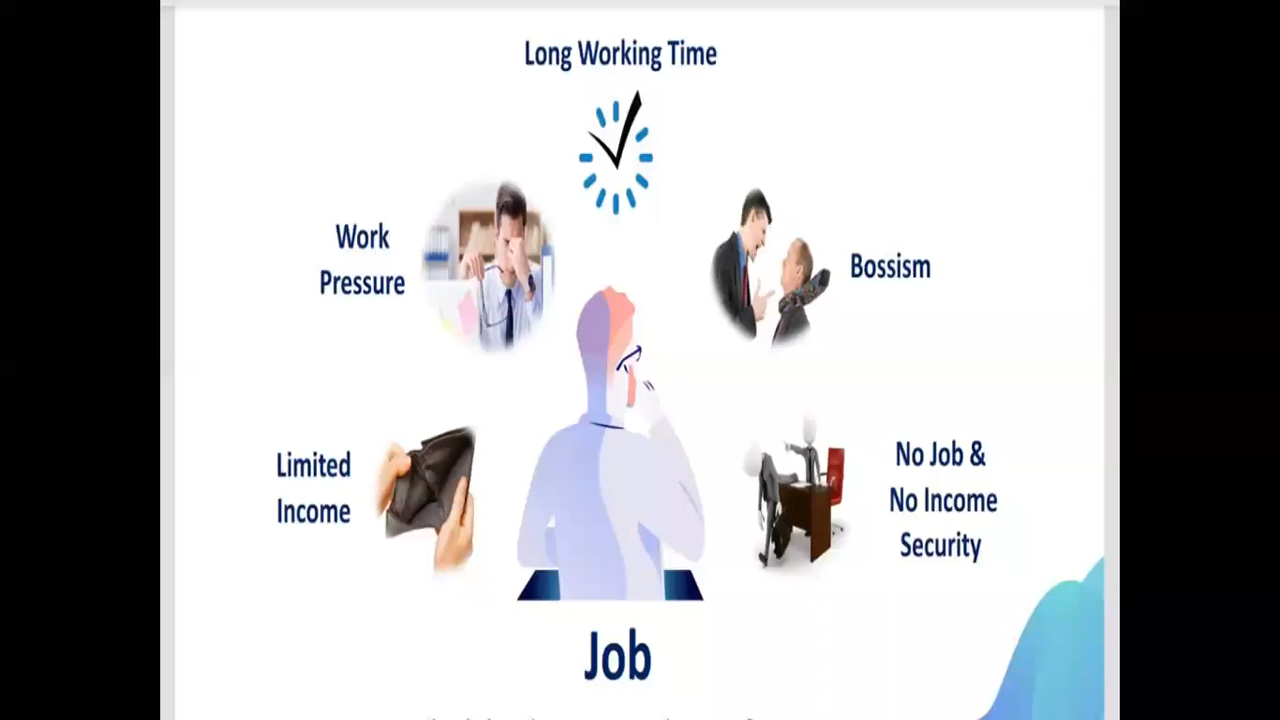 Long Working Time
Work
Pressure
Bossism
Limited
Income
No Job &
No Income
Security
Job